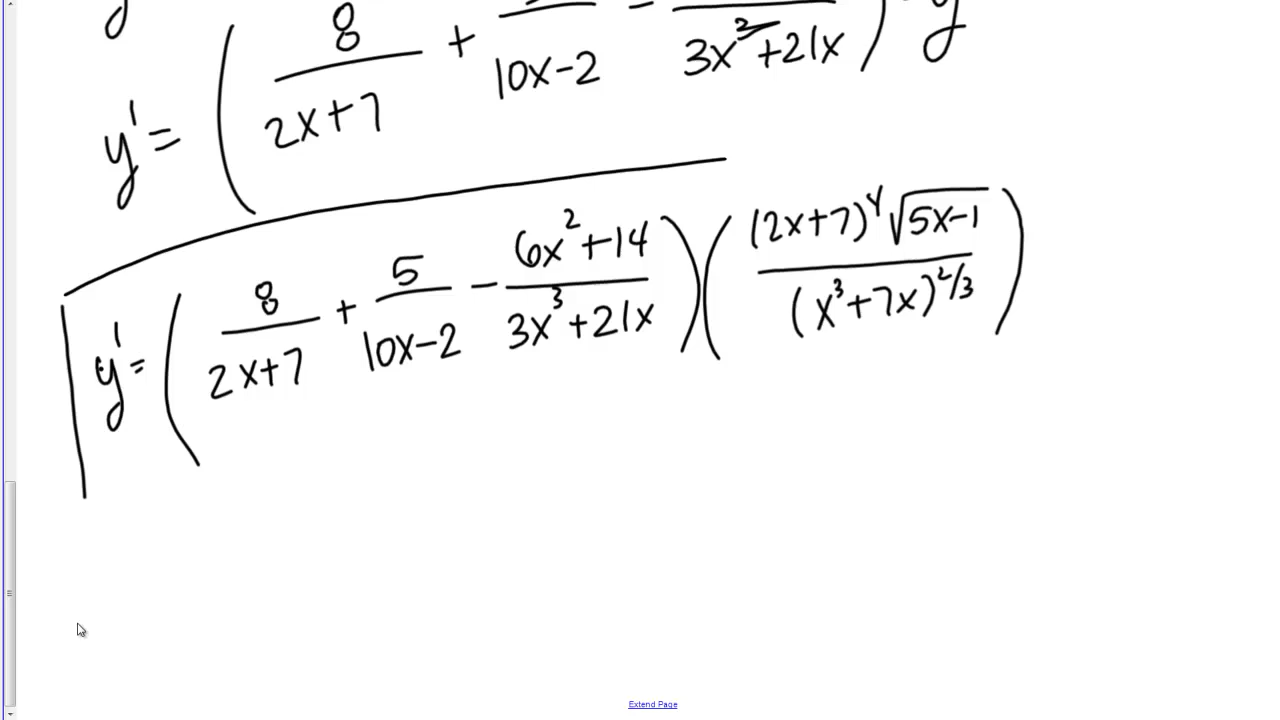 y' = ( 8/(2x+7) + /(10x-2) - /(3x²+21x) ) · y
y' = ( 8/(2x+7) + 5/(10x-2) - (6x²+14)/(3x³+21x) ) ( (2x+7)⁴ √(5x-1) / (x³+7x)^(2/3) )
Extend Page